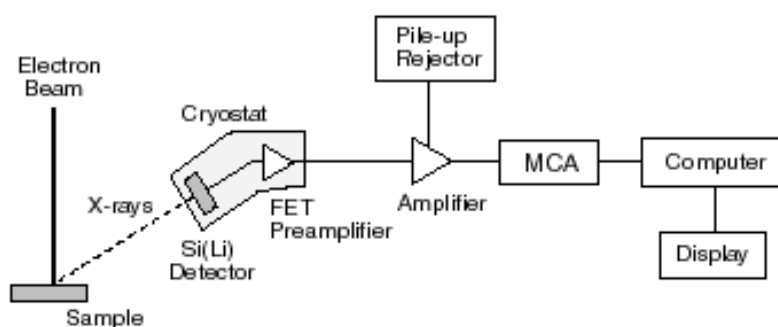 Electron
Beam
Cryostat
Pile-up
Rejector
MCA
Computer
X-rays
FET
Preamplifier
Amplifier
Si(Li)
Detector
Display
Sample